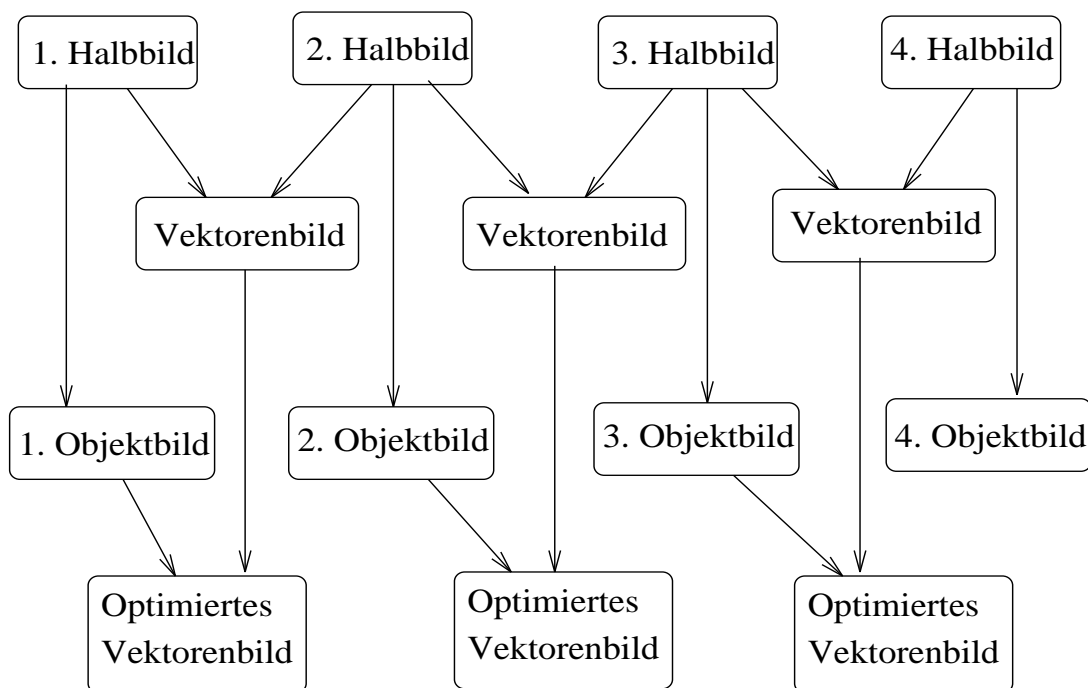 1. Halbbild
2. Halbbild
3. Halbbild
4. Halbbild
Vektorenbild
Vektorenbild
Vektorenbild
1. Objektbild
2. Objektbild
3. Objektbild
4. Objektbild
Optimiertes
Vektorenbild
Optimiertes
Vektorenbild
Optimiertes
Vektorenbild